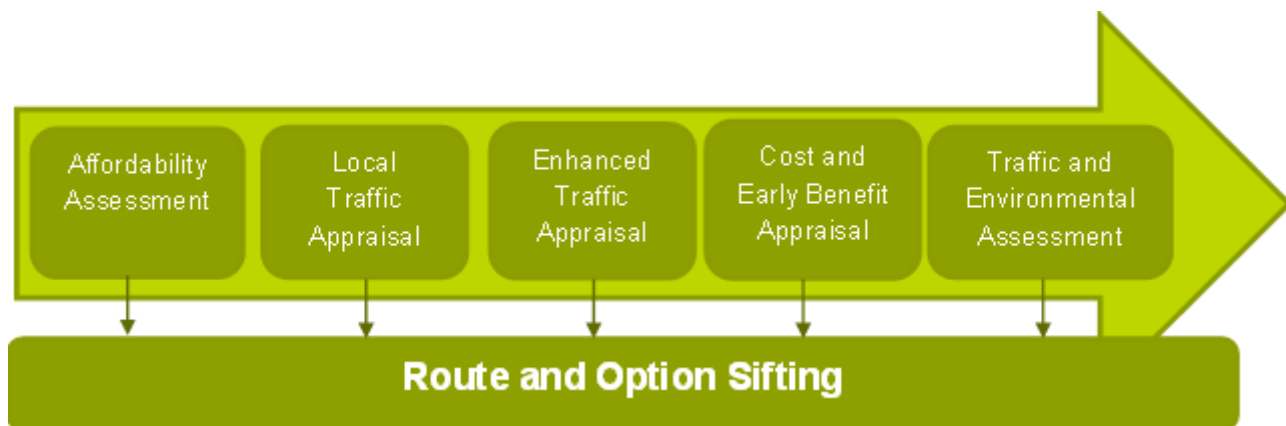 Affordability
Assessment
Local
Traffic
Appraisal
Enhanced
Traffic
Appraisal
Cost and
Early Benefit
Appraisal
Traffic and
Environmental
Assessment
Route and Option Sifting